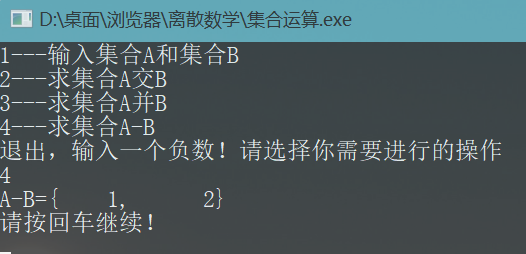 D:\桌面\浏览器\离散数学\集合运算.exe
1---输入集合A和集合B
2---求集合A交B
3---求集合A并B
4---求集合A-B
退出，输入一个负数！请选择你需要进行的操作
4
A-B={    1,      2}
请按回车继续！